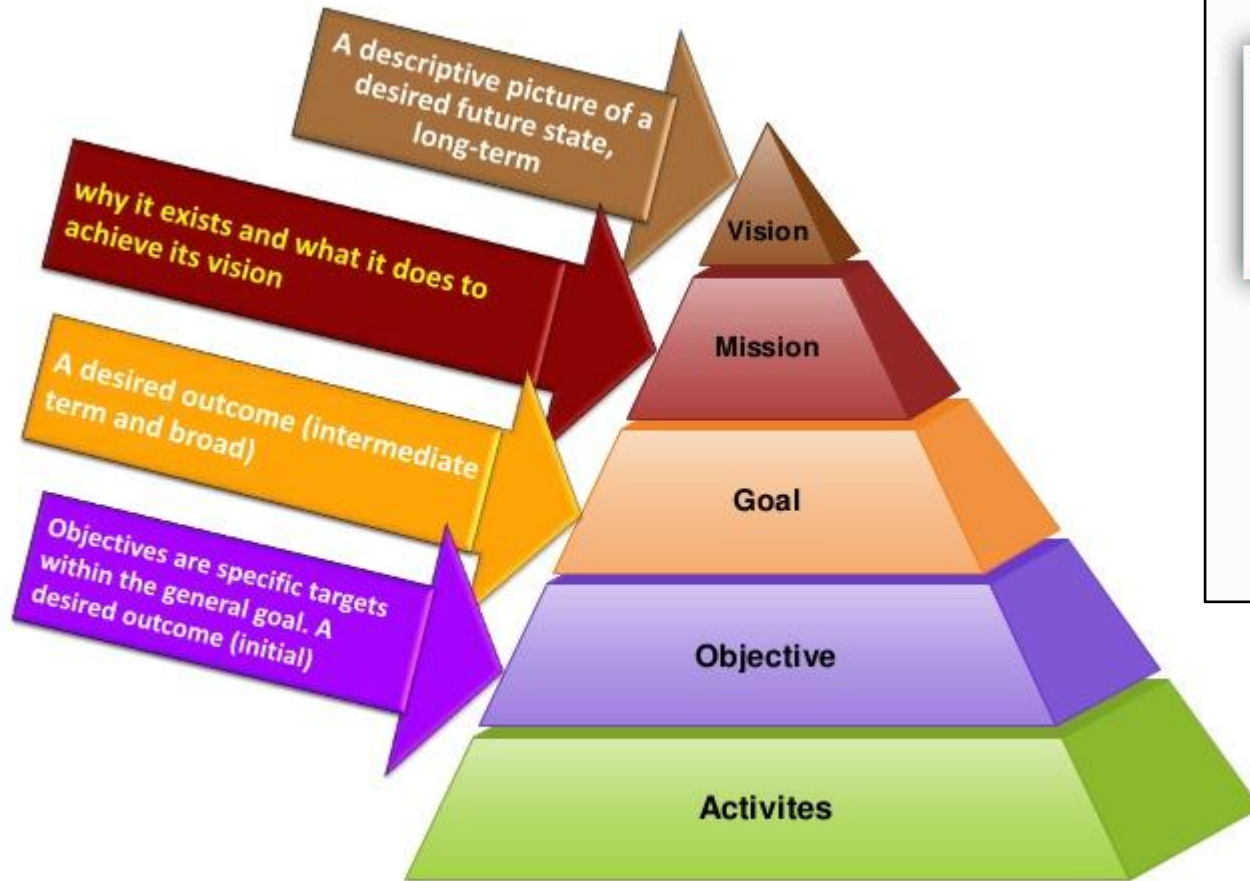 A descriptive picture of a
desired future state,
long-term
Vision
why it exists and what it does to
achieve its vision
Mission
A desired outcome (intermediate
term and broad)
Goal
Objectives are specific targets
within the general goal. A
desired outcome (initial)
Objective
Activites